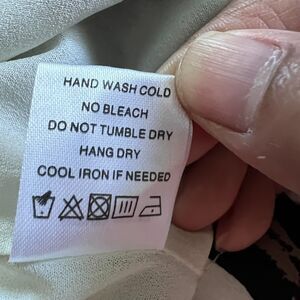 HAND WASH COLD
NO BLEACH
DO NOT TUMBLE DRY
HANG DRY
COOL IRON IF NEEDED